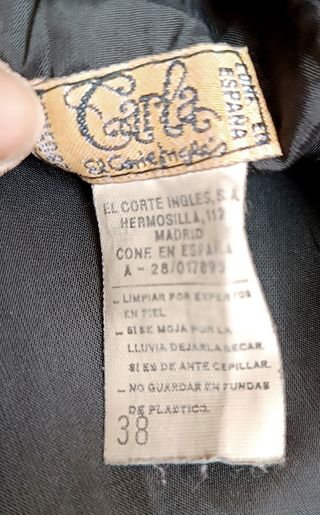 Carla
El Corte Inglés
CONF. EN
ESPAÑA
EL CORTE INGLES, S.A.
HERMOSILLA, 112
MADRID
CONF EN ESPAÑA
A - 28/017895
- LIMPIAR POR EXPERTOS
EN PIEL
- SI SE MOJA POR LA
LLUVIA DEJARLA SECAR.
SI ES DE ANTE CEPILLAR.
- NO GUARDAR EN FUNDAS
DE PLASTICO.
38